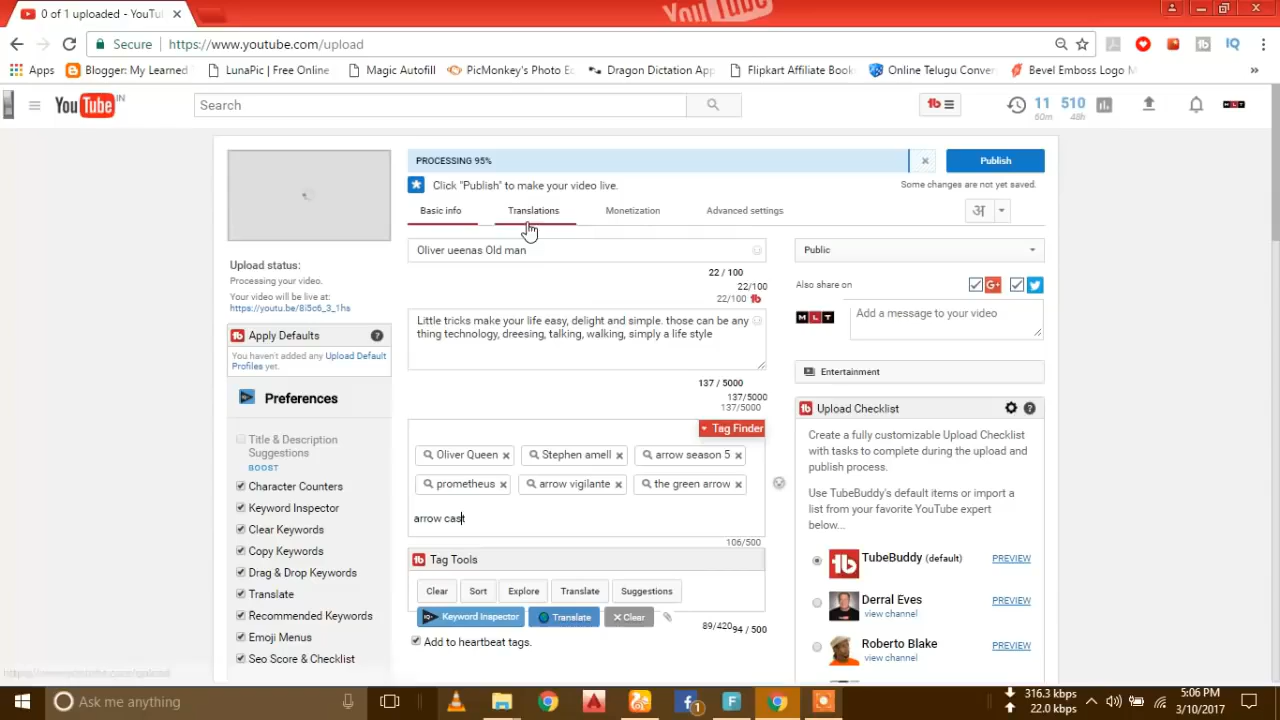 You Tube
0 of 1 uploaded - YouTu
Secure https://www.youtube.com/upload
IQ
Apps Blogger: My Learned LunaPic | Free Online Magic Autofill PicMonkey's Photo E Dragon Dictation App Flipkart Affiliate Book Online Telugu Conver Bevel Emboss Logo M »
YouTube IN Search 11 60m 510 48h MLT
PROCESSING 95% Publish
Click "Publish" to make your video live. Some changes are not yet saved.
Basic info Translations Monetization Advanced settings अ
Oliver ueenas Old man Public
22 / 100
22/100
22/100
Also share on G+
Upload status:
Processing your video.
Your video will be live at:
https://youtu.be/8i5c6_3_1hs
Little tricks make your life easy, delight and simple. those can be any
thing technology, dreesing, talking, walking, simply a life style
MLT Add a message to your video
Apply Defaults
You haven't added any Upload Default
Profiles yet.
Entertainment
137 / 5000
137/5000
137/5000
Preferences
Title & Description
Suggestions
BOOST
Character Counters
Keyword Inspector
Clear Keywords
Copy Keywords
Drag & Drop Keywords
Translate
Recommended Keywords
Emoji Menus
Seo Score & Checklist
Tag Finder
Oliver Queen × Stephen amell × arrow season 5 ×
prometheus × arrow vigilante × the green arrow ×
arrow cast
106/500
Tag Tools
Clear Sort Explore Translate Suggestions
Keyword Inspector Translate × Clear
89/420 94 / 500
Add to heartbeat tags.
Upload Checklist
Create a fully customizable Upload Checklist
with tasks to complete during the upload and
publish process.
Use TubeBuddy's default items or import a
list from your favorite YouTube expert
below...
TubeBuddy (default) PREVIEW
Derral Eves PREVIEW
view channel
Roberto Blake PREVIEW
view channel
Ask me anything
1
316.3 kbps
22.0 kbps
5:06 PM
3/10/2017